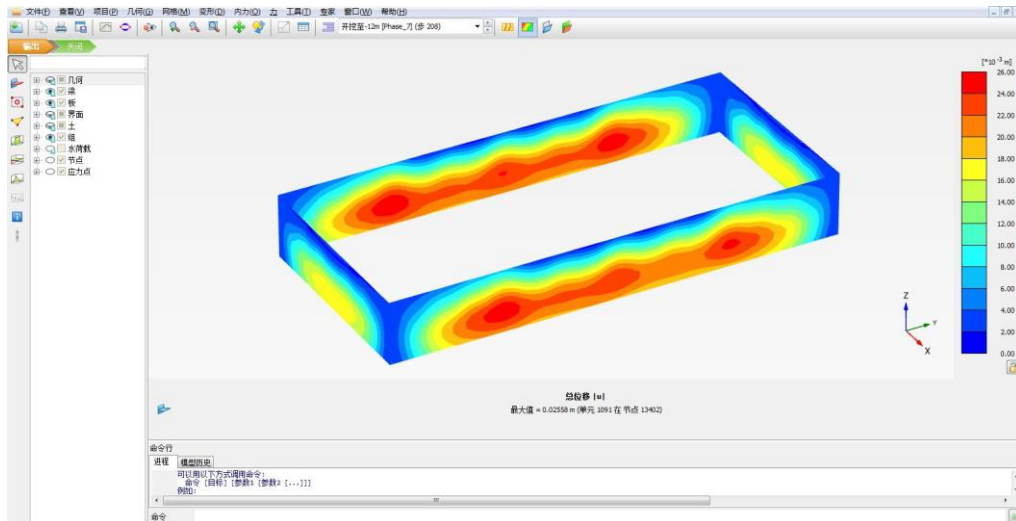 文件(F) 查看(V) 项目(P) 几何(G) 网格(M) 变形(D) 内力(O) 力 工具(T) 专家 窗口(W) 帮助(H)
开挖至-12m [Phase_7] (步 208)
输出 关闭
几何
梁
板
界面
土
组
水荷载
节点
应力点
[*10 -3 m]
26.00
24.00
22.00
20.00
18.00
16.00
14.00
12.00
10.00
8.00
6.00
4.00
2.00
0.00
Z
Y
X
总位移 |u|
最大值 = 0.02558 m (单元 1091 在 节点 13402)
命令行
进程 模型历史
可以用以下方式调用命令:
命令 [目标] [参数1 [参数2 [...]]]
例如:
命令